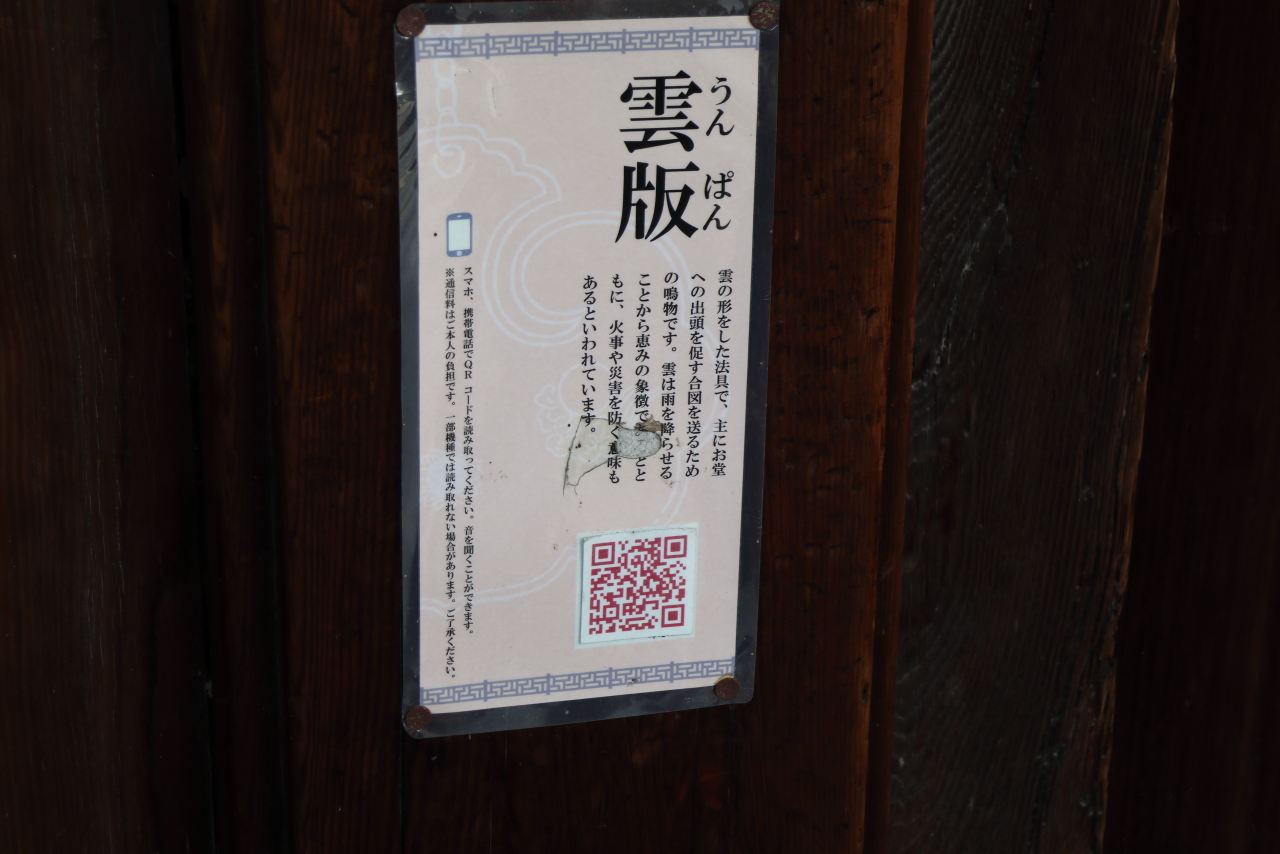 雲版
うんぱん
雲の形をした法具で、主にお堂
への出頭を促す合図を送るため
の鳴物です。雲は雨を降らせる
ことから恵みの象徴で とと
もに、火事や災害を防ぐ意味も
あるといわれています。
スマホ、携帯電話でQR コードを読み取ってください。音を聞くことができます。
※通信料はご本人の負担です。一部機種では読み取れない場合があります。ご了承ください。